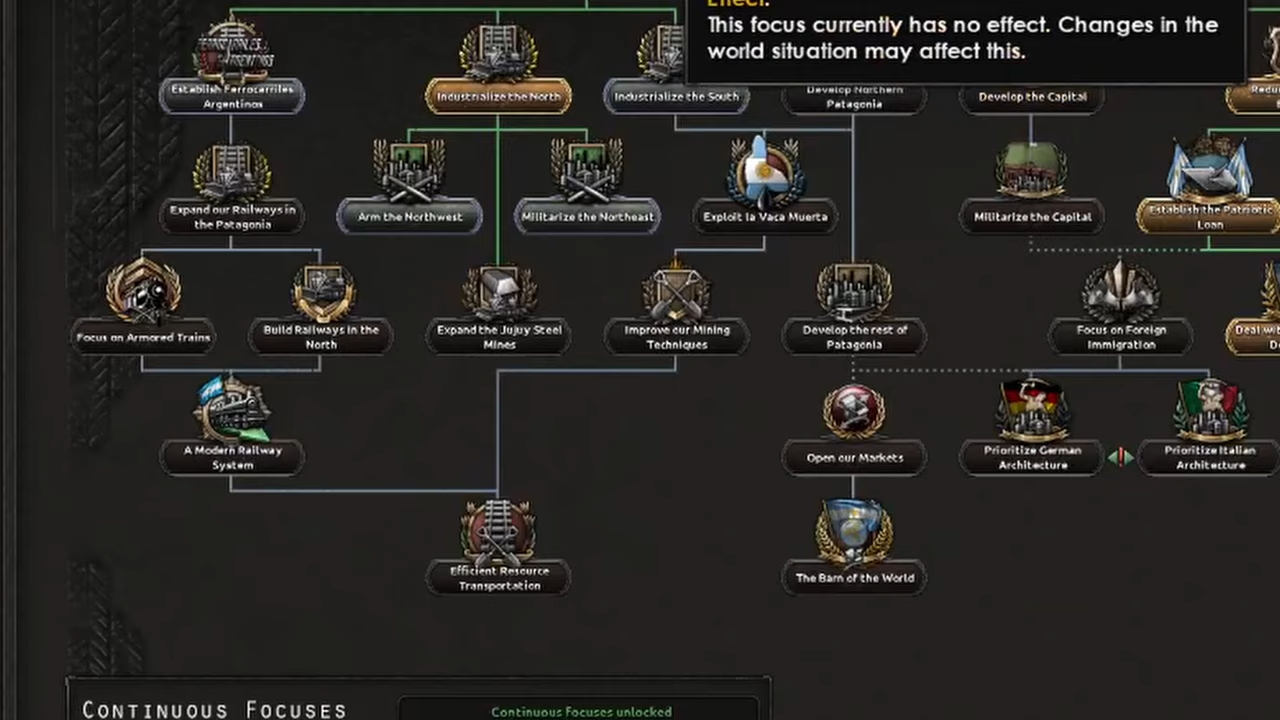 Effect:
This focus currently has no effect. Changes in the
world situation may affect this.
Establish Ferrocarriles
Argentinos
Industrialize the North
Industrialize the South
Develop Northern
Patagonia
Develop the Capital
Expand our Railways in
the Patagonia
Arm the Northwest
Militarize the Northeast
Exploit la Vaca Muerta
Militarize the Capital
Establish the Patriotic
Loan
Focus on Armored Trains
Build Railways in the
North
Expand the Jujuy Steel
Mines
Improve our Mining
Techniques
Develop the rest of
Patagonia
Focus on Foreign
Immigration
Deal wit
A Modern Railway
System
Open our Markets
Prioritize German
Architecture
Prioritize Italian
Architecture
Efficient Resource
Transportation
The Barn of the World
Continuous Focuses
Continuous focuses unlocked